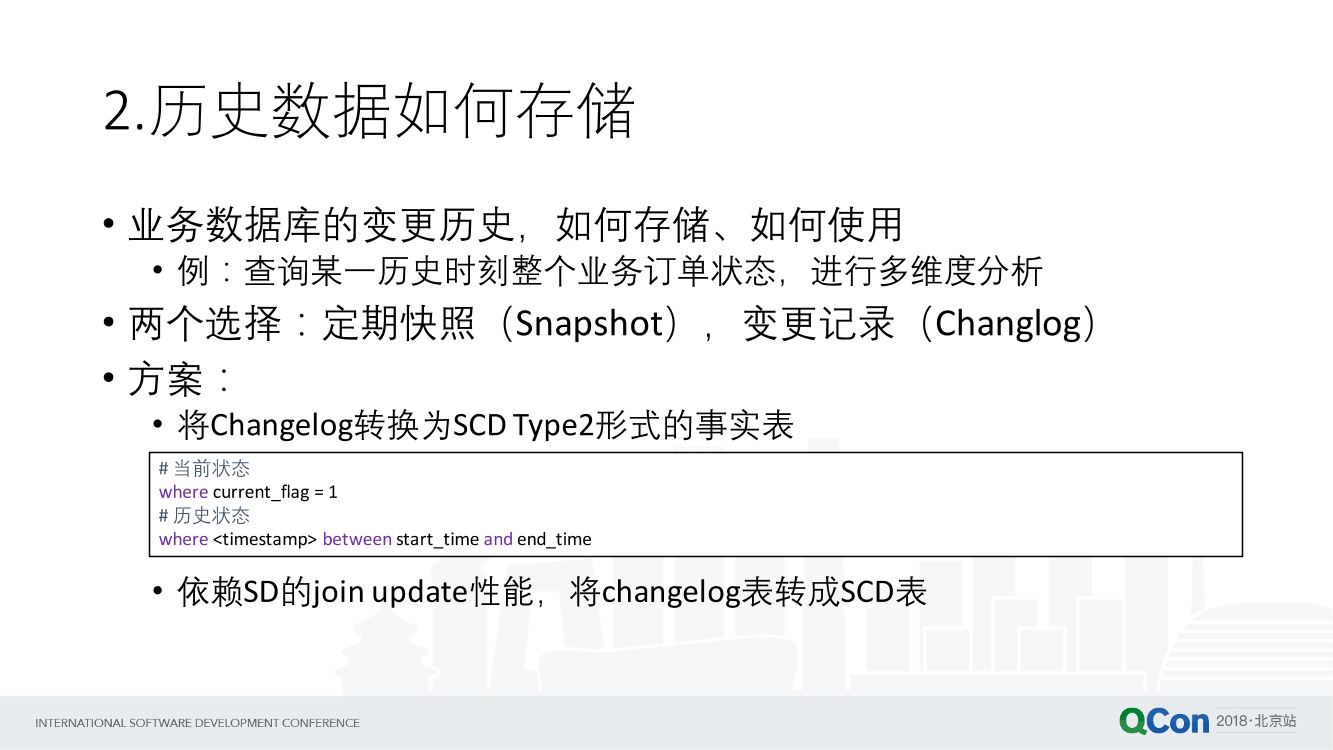 2.历史数据如何存储
• 业务数据库的变更历史，如何存储、如何使用
• 例：查询某一历史时刻整个业务订单状态，进行多维度分析
• 两个选择：定期快照（Snapshot），变更记录（Changlog）
• 方案：
• 将Changelog转换为SCD Type2形式的事实表
# 当前状态
where current_flag = 1
# 历史状态
where <timestamp> between start_time and end_time
• 依赖SD的join update性能，将changelog表转成SCD表
INTERNATIONAL SOFTWARE DEVELOPMENT CONFERENCE
QCon 2018·北京站